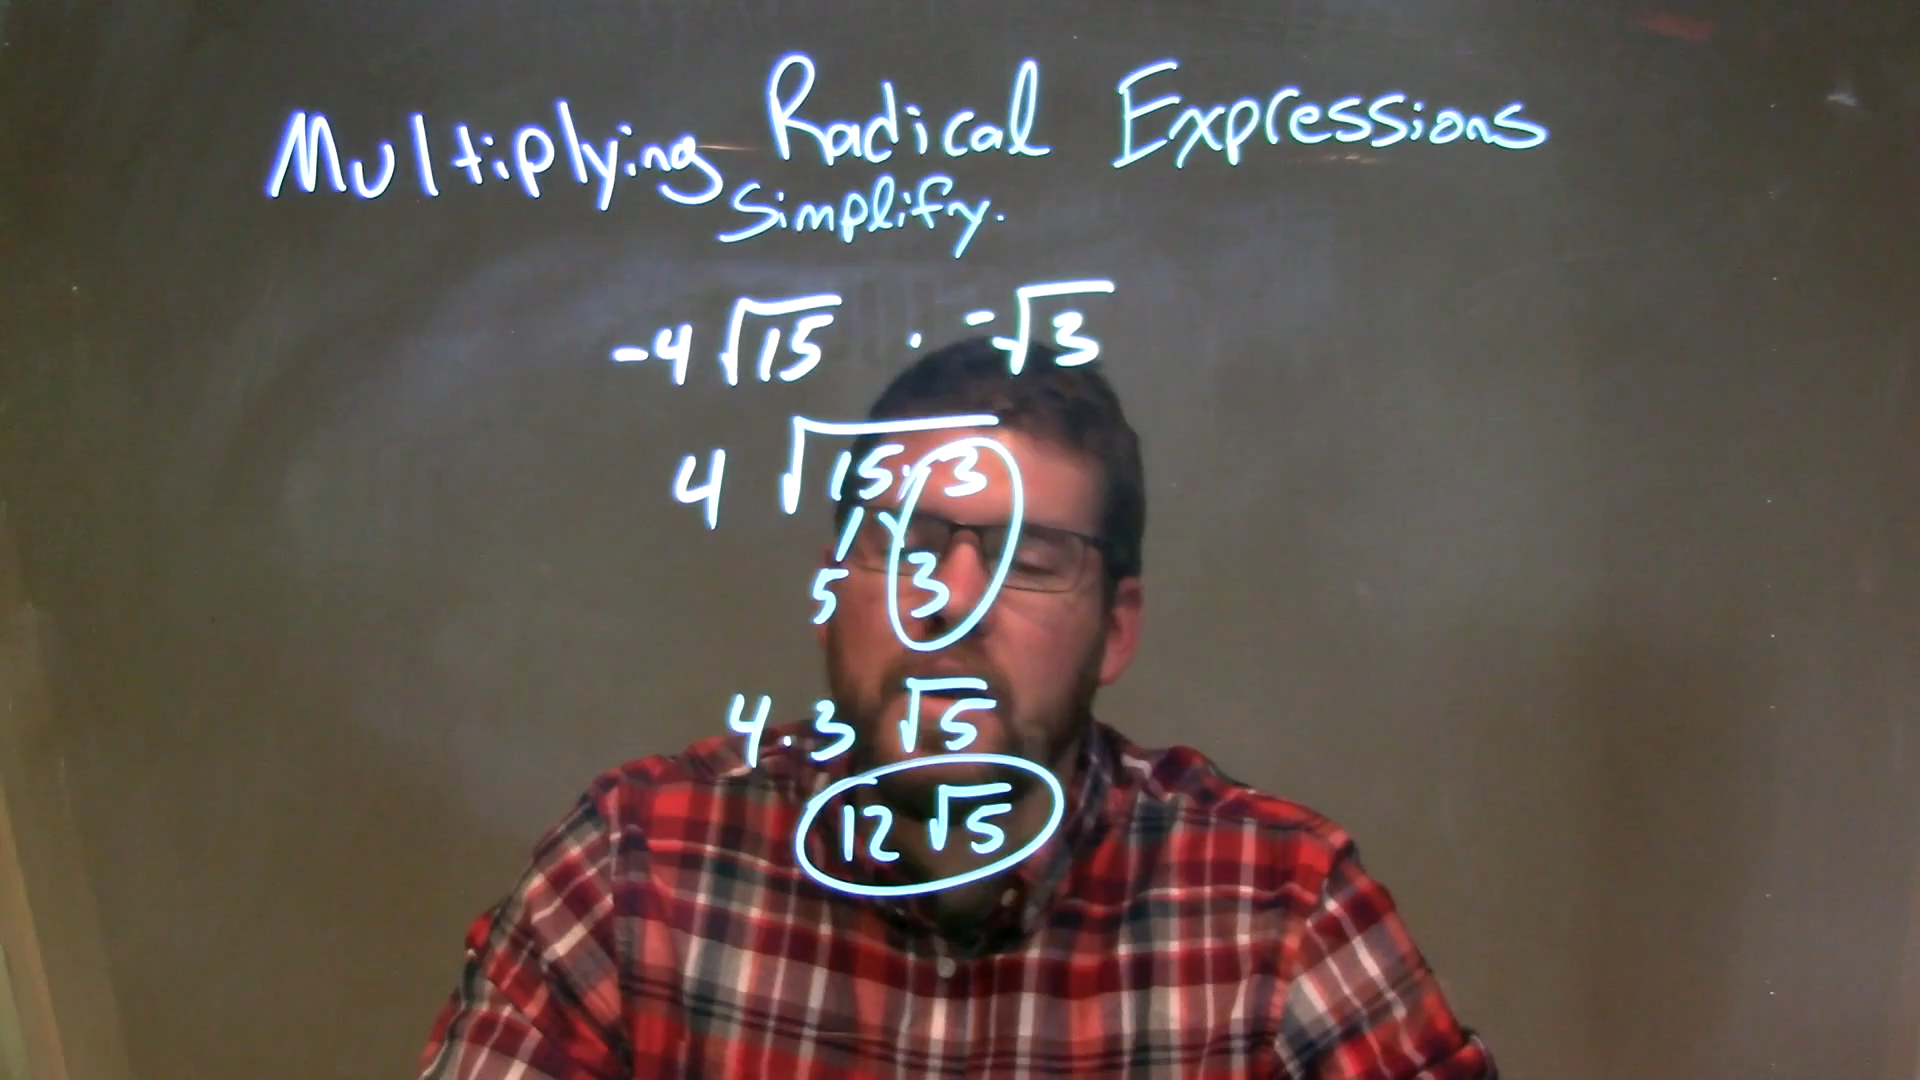 Multiplying Radical Expressions
Simplify.
-4√15 · -√3
4 √15·3
5 3
4·3 √5
12√5